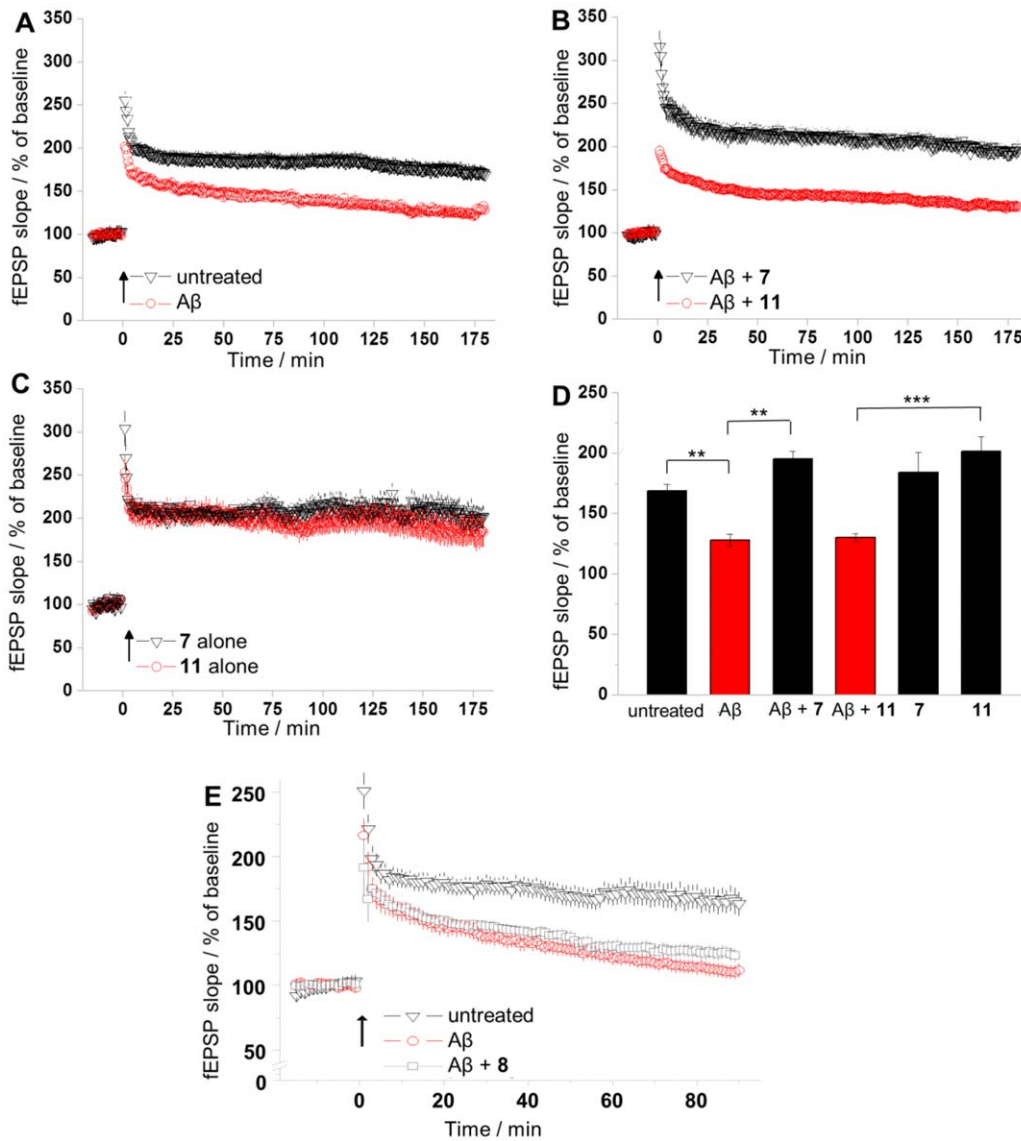 A
fEPSP slope / % of baseline
350
300
250
200
150
100
50
0
untreated
Aβ
0 25 50 75 100 125 150 175
Time / min
B
fEPSP slope / % of baseline
350
300
250
200
150
100
50
0
Aβ + 7
Aβ + 11
0 25 50 75 100 125 150 175
Time / min
C
fEPSP slope / % of baseline
350
300
250
200
150
100
50
0
7 alone
11 alone
0 25 50 75 100 125 150 175
Time / min
D
fEPSP slope / % of baseline
250
200
150
100
50
0
** ** ***
untreated Aβ Aβ + 7 Aβ + 11 7 11
E
fEPSP slope / % of baseline
250
200
150
100
50
0
untreated
Aβ
Aβ + 8
0 20 40 60 80
Time / min